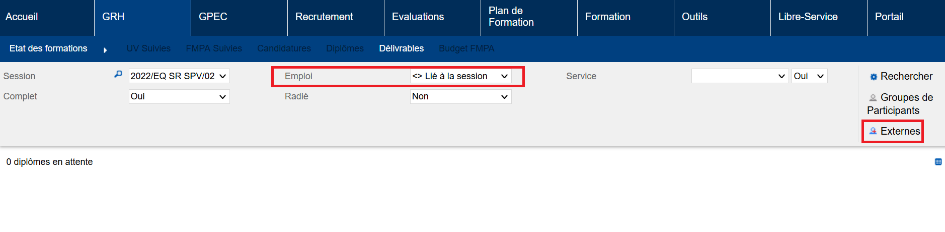 Accueil GRH GPEC Recrutement Evaluations Plan de Formation Formation Outils Libre-Service Portail
Etat des formations UV Suivies FMPA Suivies Candidatures Diplômes Délivrables Budget FMPA
Session 2022/EQ SR SPV/02 Emploi <> Lié à la session Service Oui Rechercher
Complet Oui Radié Non Groupes de Participants
Externes
0 diplômes en attente